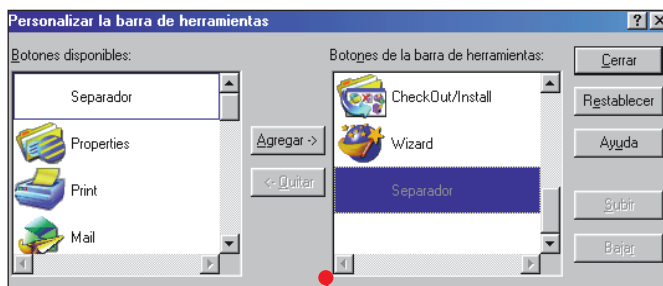 Personalizar la barra de herramientas
Botones disponibles:
Separador
Properties
Print
Mail
Agregar ->
<- Quitar
Botones de la barra de herramientas:
CheckOut/Install
Wizard
Separador
Cerrar
Restablecer
Ayuda
Subir
Bajar